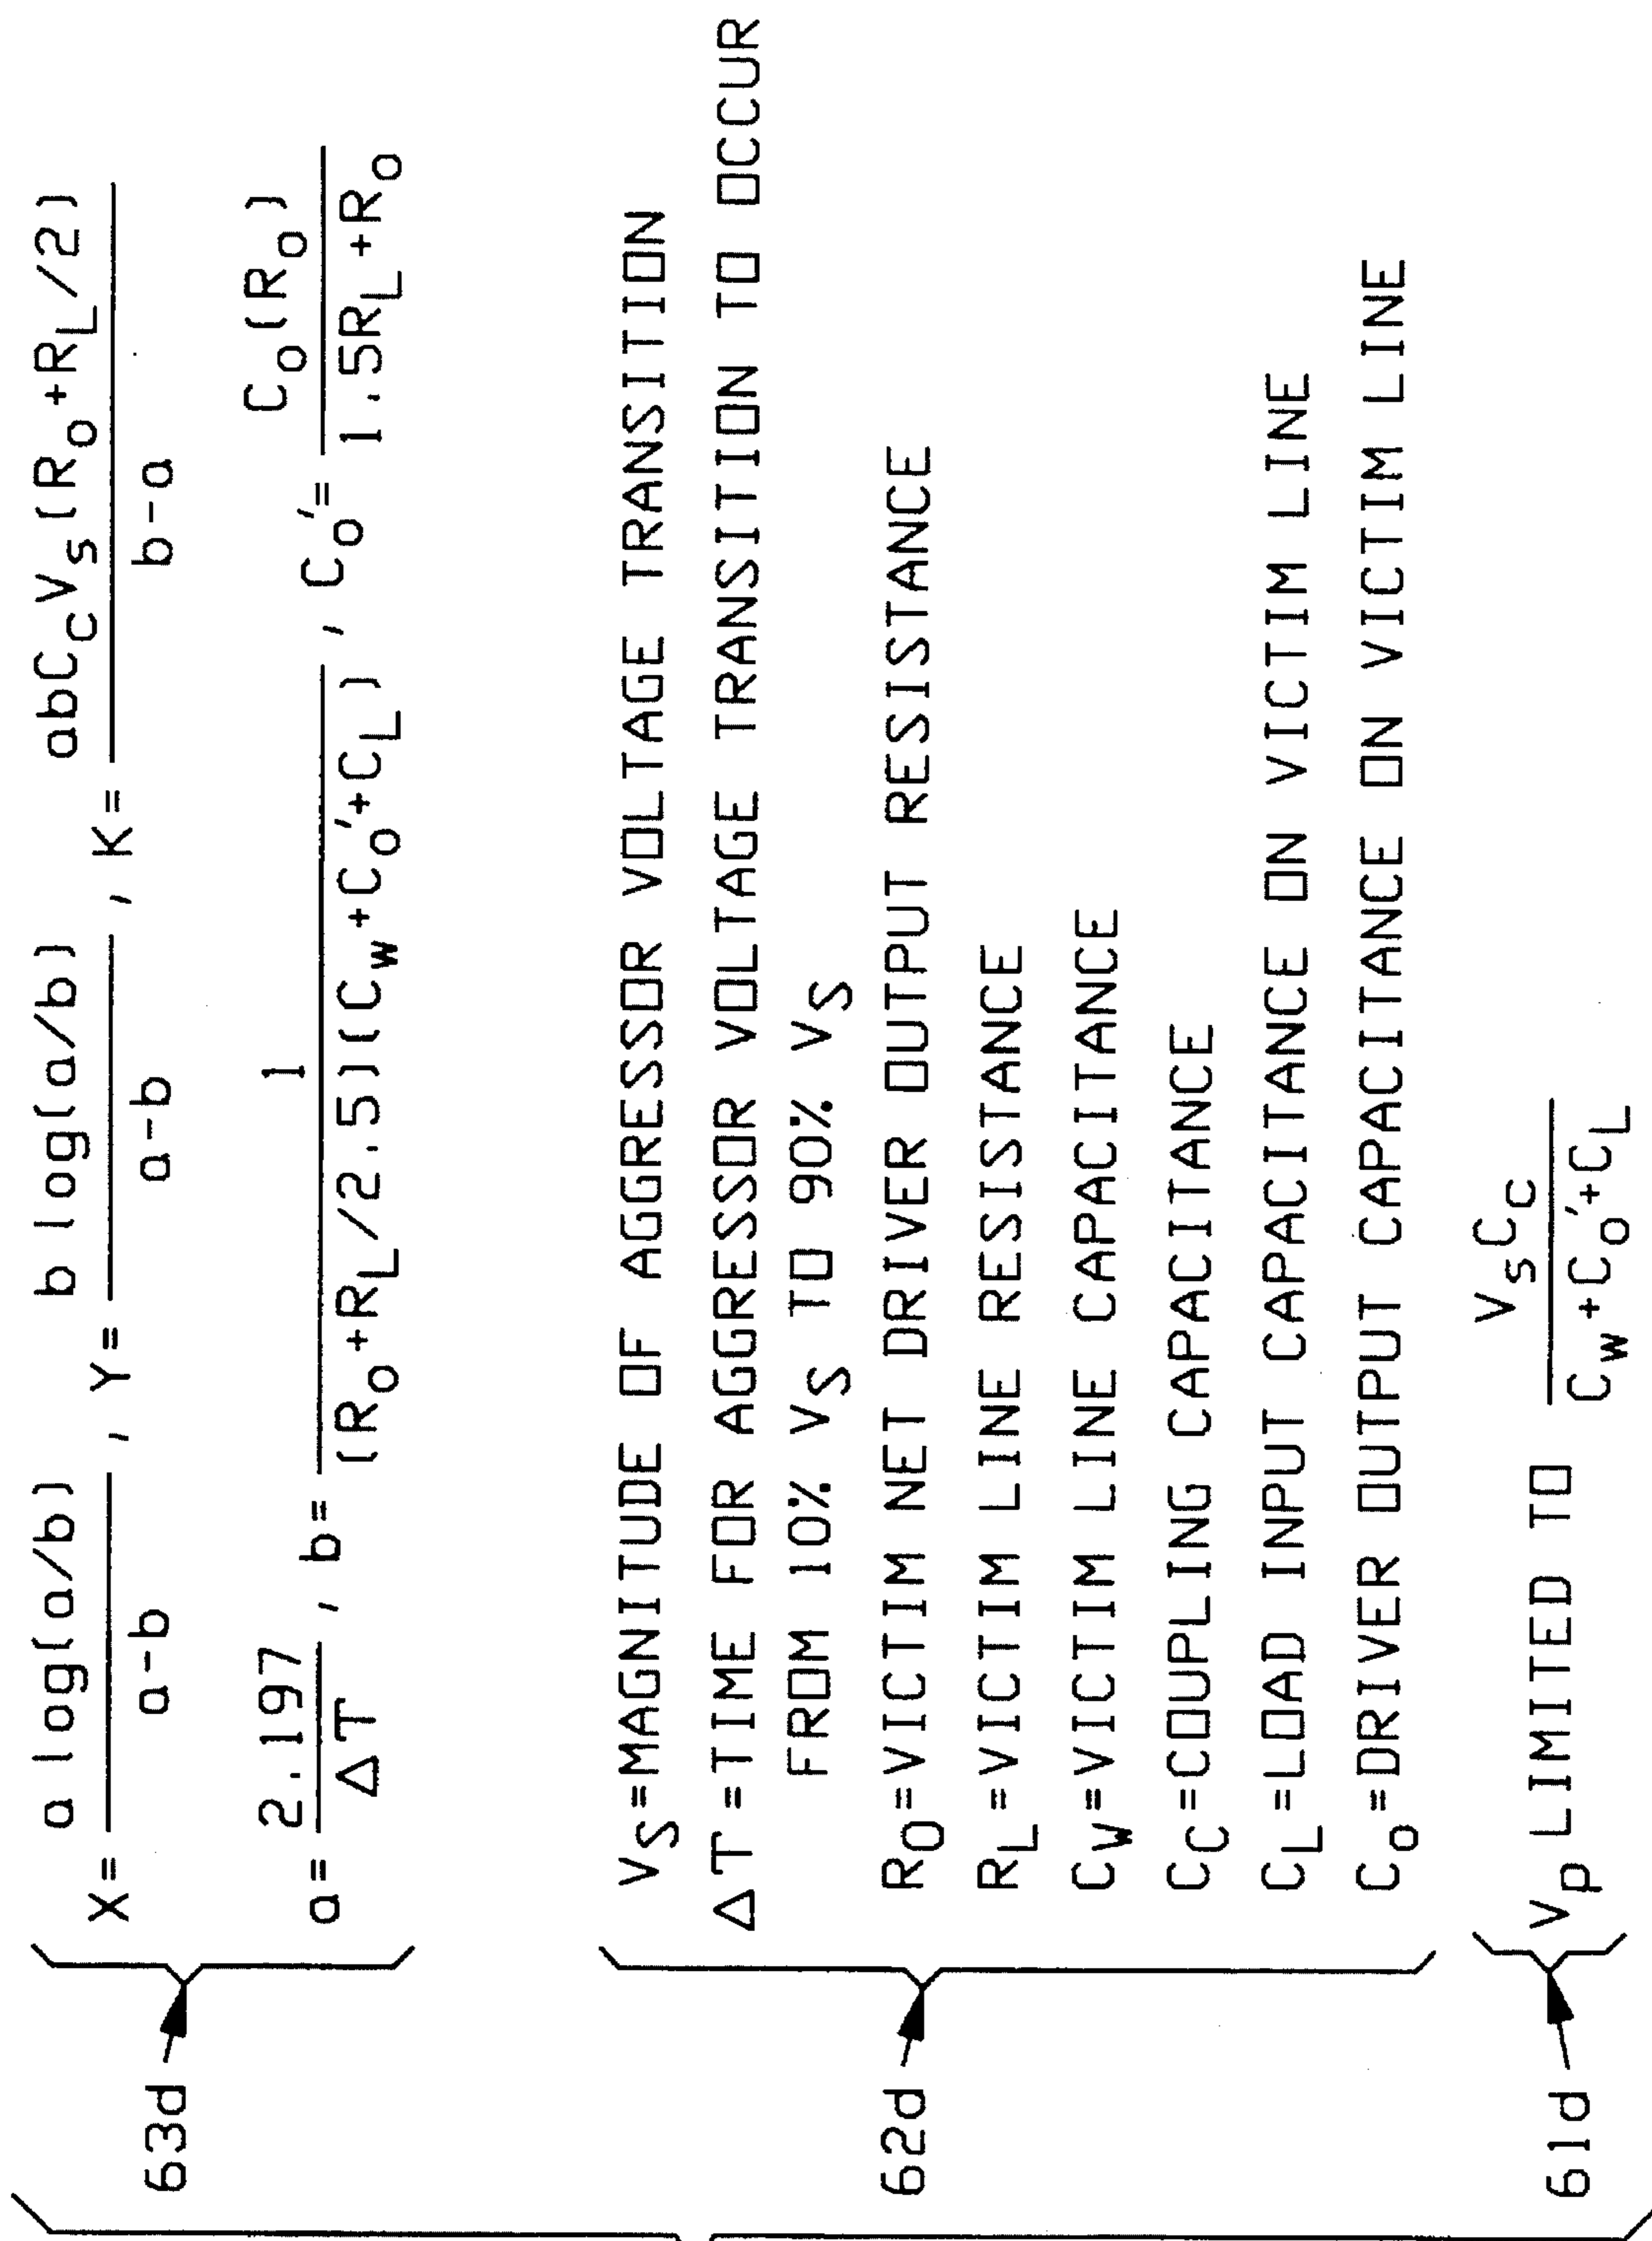 63d
X= a log(a/b) / a-b , Y= b log(a/b) / a-b , K= abC_cV_s(R_o+R_L/2) / b-a
a= 2.197 / ΔT , b= 1 / (R_o+R_L/2.5)(C_w+C_o'+C_L) , C_o'= C_o(R_o) / 1.5R_L+R_o
62d
V_S=MAGNITUDE OF AGGRESSOR VOLTAGE TRANSITION
ΔT=TIME FOR AGGRESSOR VOLTAGE TRANSITION TO OCCUR
FROM 10% V_S TO 90% V_S
R_O=VICTIM NET DRIVER OUTPUT RESISTANCE
R_L=VICTIM LINE RESISTANCE
C_W=VICTIM LINE CAPACITANCE
C_C=COUPLING CAPACITANCE
C_L=LOAD INPUT CAPACITANCE ON VICTIM LINE
C_o=DRIVER OUTPUT CAPACITANCE ON VICTIM LINE
61d
V_p LIMITED TO V_sC_c / C_w+C_o'+C_L